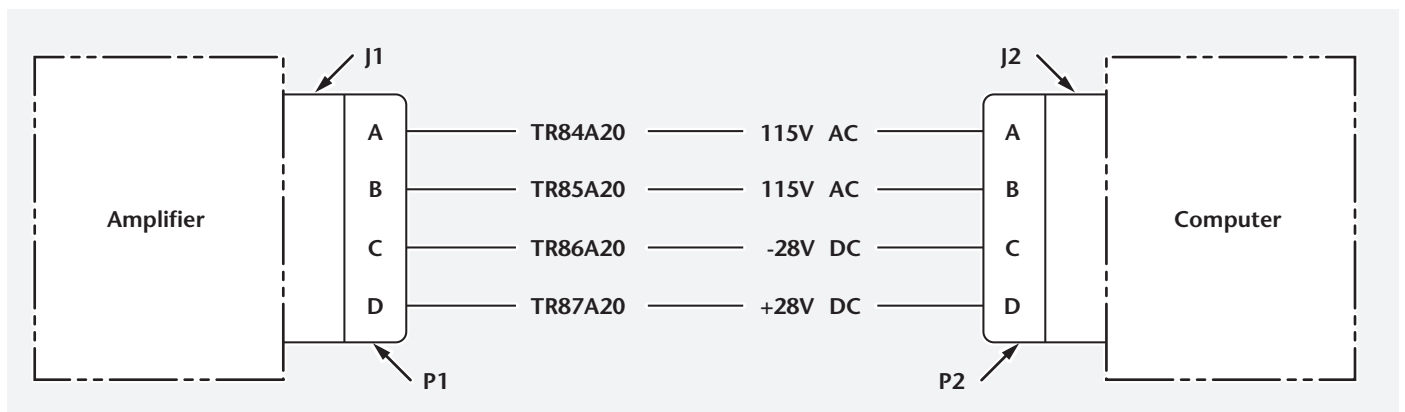 J1 J2
A TR84A20 115V AC A
B TR85A20 115V AC B
Amplifier Computer
C TR86A20 -28V DC C
D TR87A20 +28V DC D
P1 P2